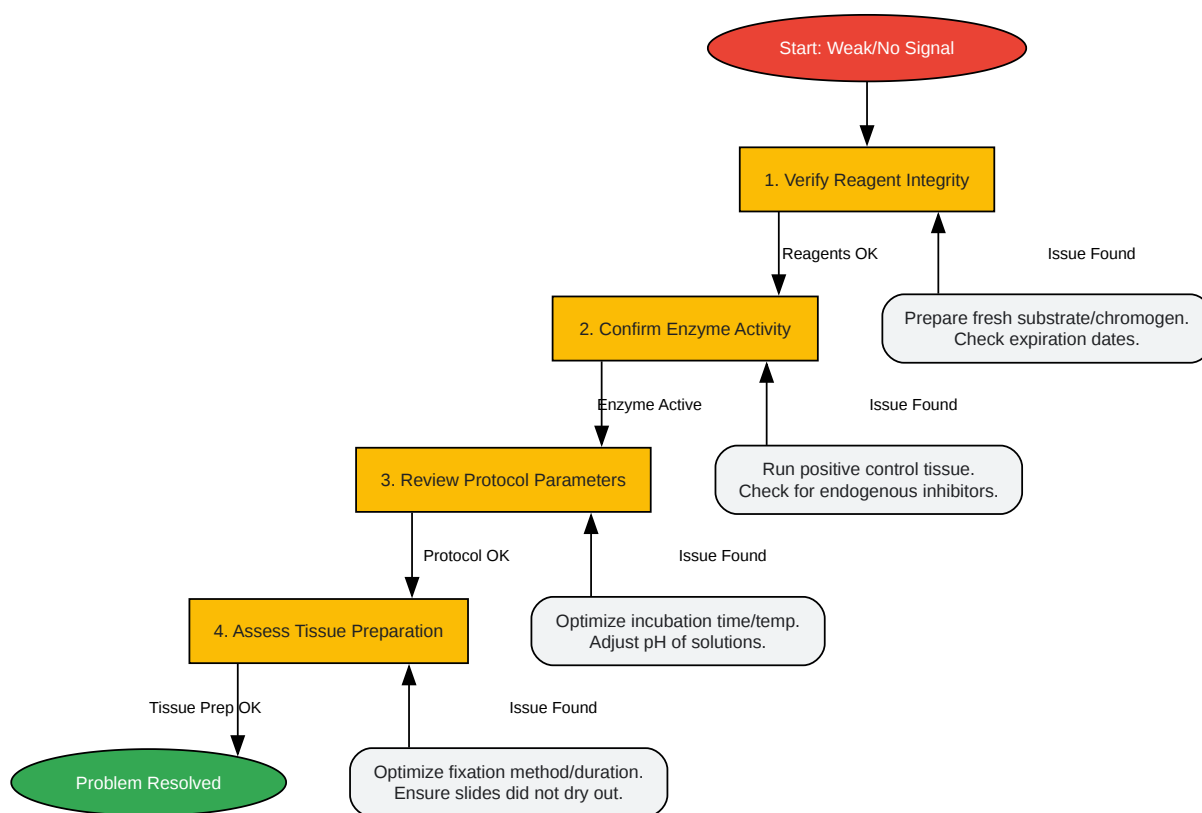 Start: Weak/No Signal
1. Verify Reagent Integrity
Reagents OK
Issue Found
Prepare fresh substrate/chromogen.
Check expiration dates.
2. Confirm Enzyme Activity
Enzyme Active
Issue Found
Run positive control tissue.
Check for endogenous inhibitors.
3. Review Protocol Parameters
Protocol OK
Issue Found
Optimize incubation time/temp.
Adjust pH of solutions.
4. Assess Tissue Preparation
Tissue Prep OK
Issue Found
Optimize fixation method/duration.
Ensure slides did not dry out.
Problem Resolved